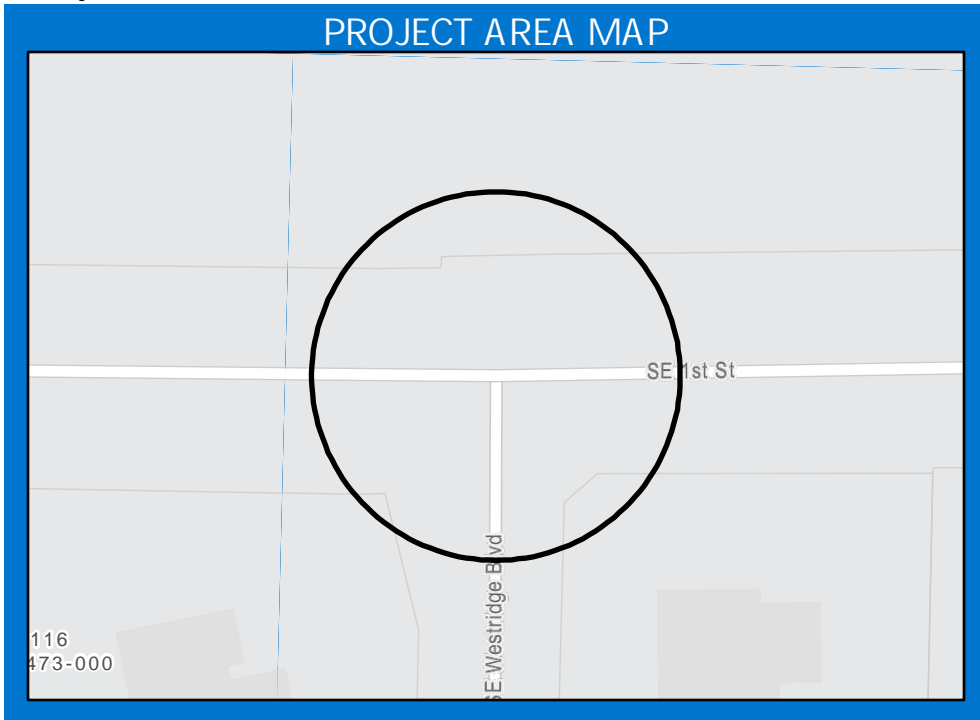 PROJECT AREA MAP
SE 1st St
SE Westridge Blvd
116
473-000